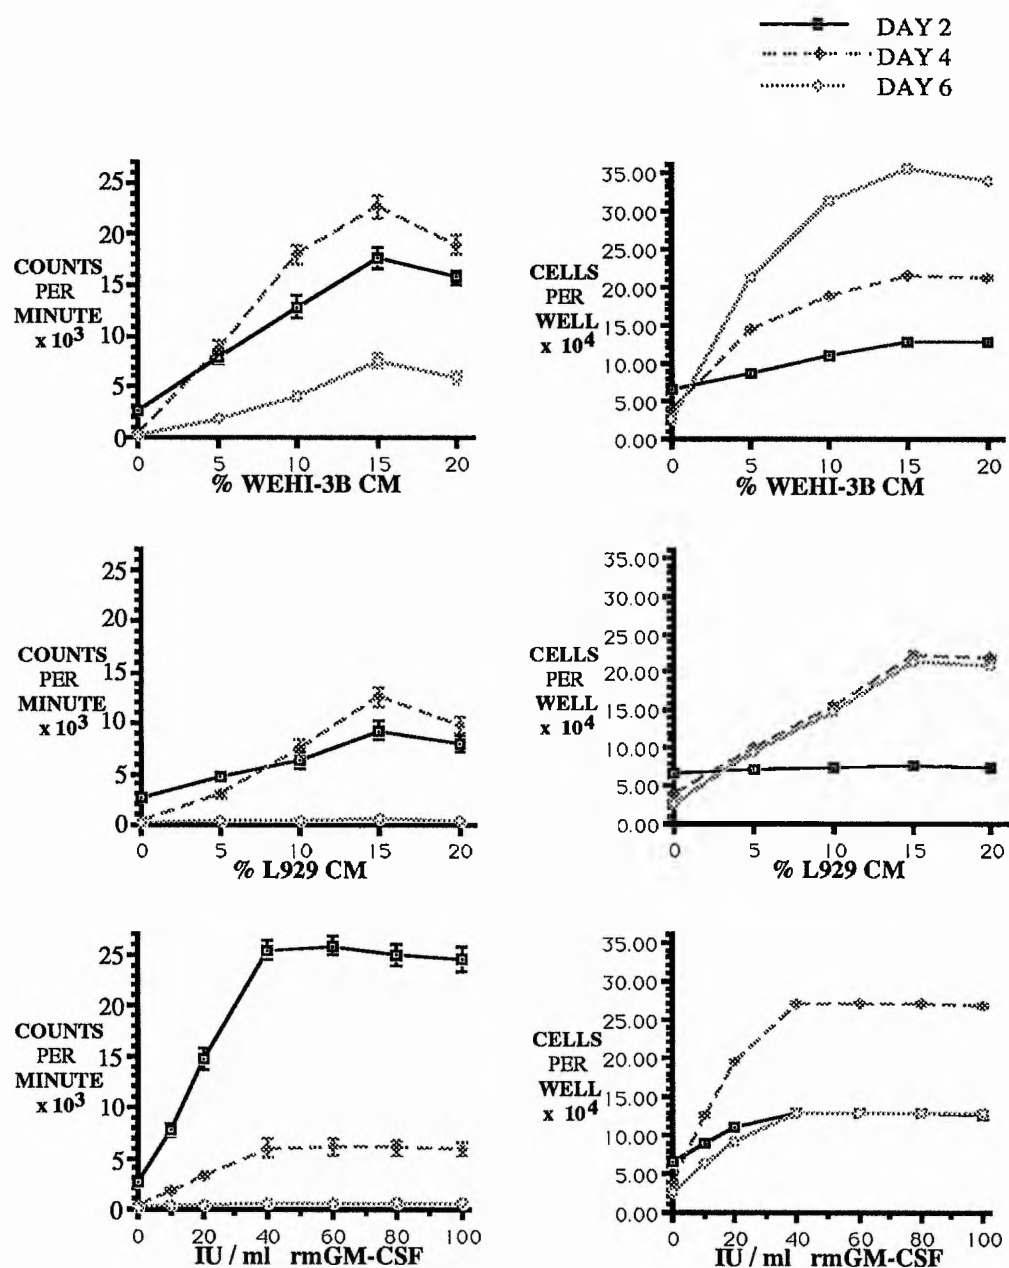 DAY 2
DAY 4
DAY 6
25
20
15
10
5
0
COUNTS
PER
MINUTE
x 10³
0 5 10 15 20
% WEHI-3B CM
35.00
30.00
25.00
20.00
15.00
10.00
5.00
0.00
CELLS
PER
WELL
x 10⁴
0 5 10 15 20
% WEHI-3B CM
25
20
15
10
5
0
COUNTS
PER
MINUTE
x 10³
0 5 10 15 20
% L929 CM
35.00
30.00
25.00
20.00
15.00
10.00
5.00
0.00
CELLS
PER
WELL
x 10⁴
0 5 10 15 20
% L929 CM
25
20
15
10
5
0
COUNTS
PER
MINUTE
x 10³
0 20 40 60 80 100
IU / ml rmGM-CSF
35.00
30.00
25.00
20.00
15.00
10.00
5.00
0.00
CELLS
PER
WELL
x 10⁴
0 20 40 60 80 100
IU / ml rmGM-CSF